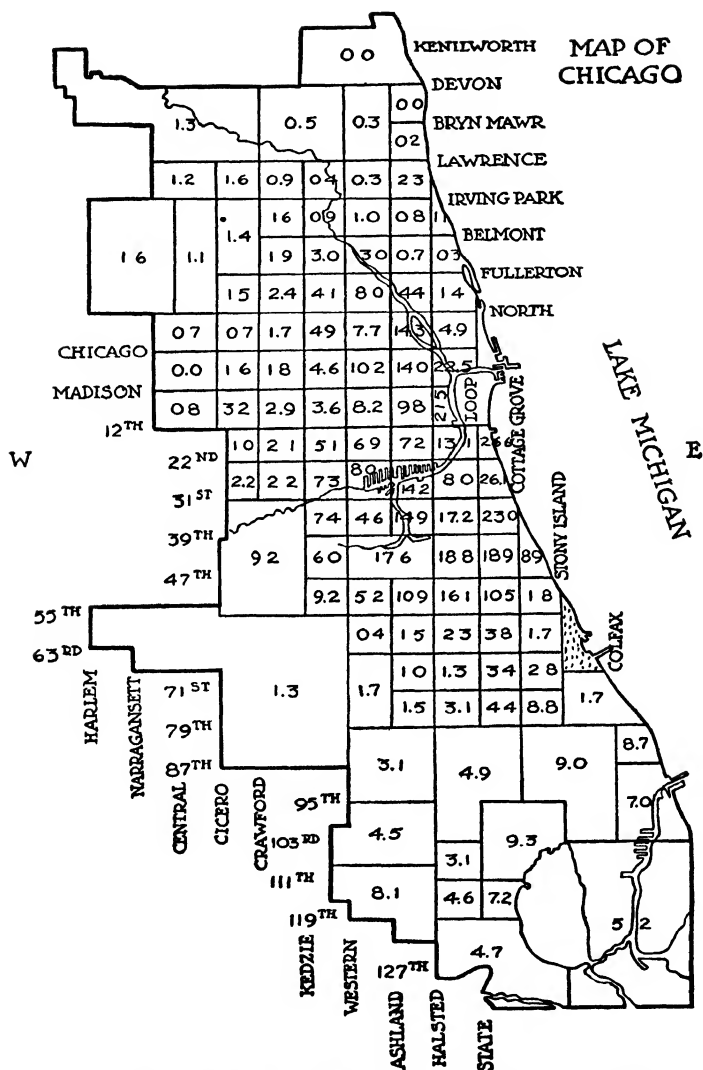 MAP OF
CHICAGO
KENILWORTH
0 0
DEVON
1.3 0.5 0.3 0 0
BRYN MAWR
0 2
LAWRENCE
1.2 1.6 0.9 0.4 0.3 2 3
IRVING PARK
1 6 0.9 1.0 0 8 11
1 6 1.1 1.4
BELMONT
1 9 3.0 3 0 0.7 0 3
FULLERTON
1 5 2.4 4 1 8 0 44 1 4
NORTH
0 7 0 7 1.7 49 7.7 14.3 4.9
CHICAGO
0.0 1 6 1 8 4.6 10 2 14 0 22.5
MADISON
0 8 3 2 2.9 3.6 8.2 98 21 5 LOOP
12TH
1 0 2 1 5 1 6 9 7 2 13 1
22ND
2.2 2 2 7 3 8 0 14 2 8 0 26.1
COTTAGE GROVE
LAKE MICHIGAN
W
E
31ST
7 4 4 6 14 9 17.2 23 0
39TH
9 2 6 0 17 6 18 8 18 9 89
STONY ISLAND
47TH
9.2 5 2 10 9 16 1 10 5 1 8
55TH
0 4 1 5 2 3 3 8 1.7
COLFAX
63RD
1.3 1.7 1 0 1.3 3 4 2 8 1.7
71ST
1.5 3.1 4 4 8.8
79TH
3.1 4.9 9.0 8.7
87TH
7.0
95TH
4.5 9.3
103RD
3.1
111TH
8.1 4.6 7.2
119TH
5 2
4.7
127TH
HARLEM
NARRAGANSETT
CENTRAL
CICERO
CRAWFORD
KEDZIE
WESTERN
ASHLAND
HALSTED
STATE